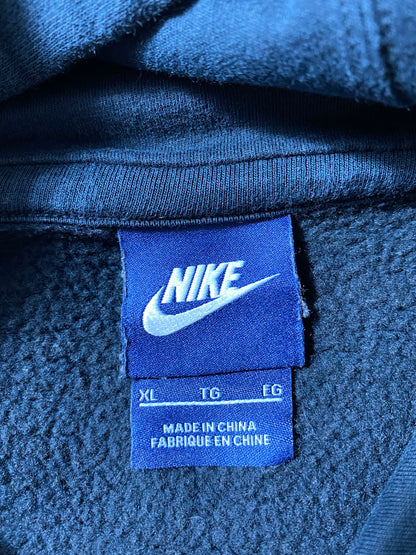 NIKE
XL TG EG
MADE IN CHINA
FABRIQUE EN CHINE